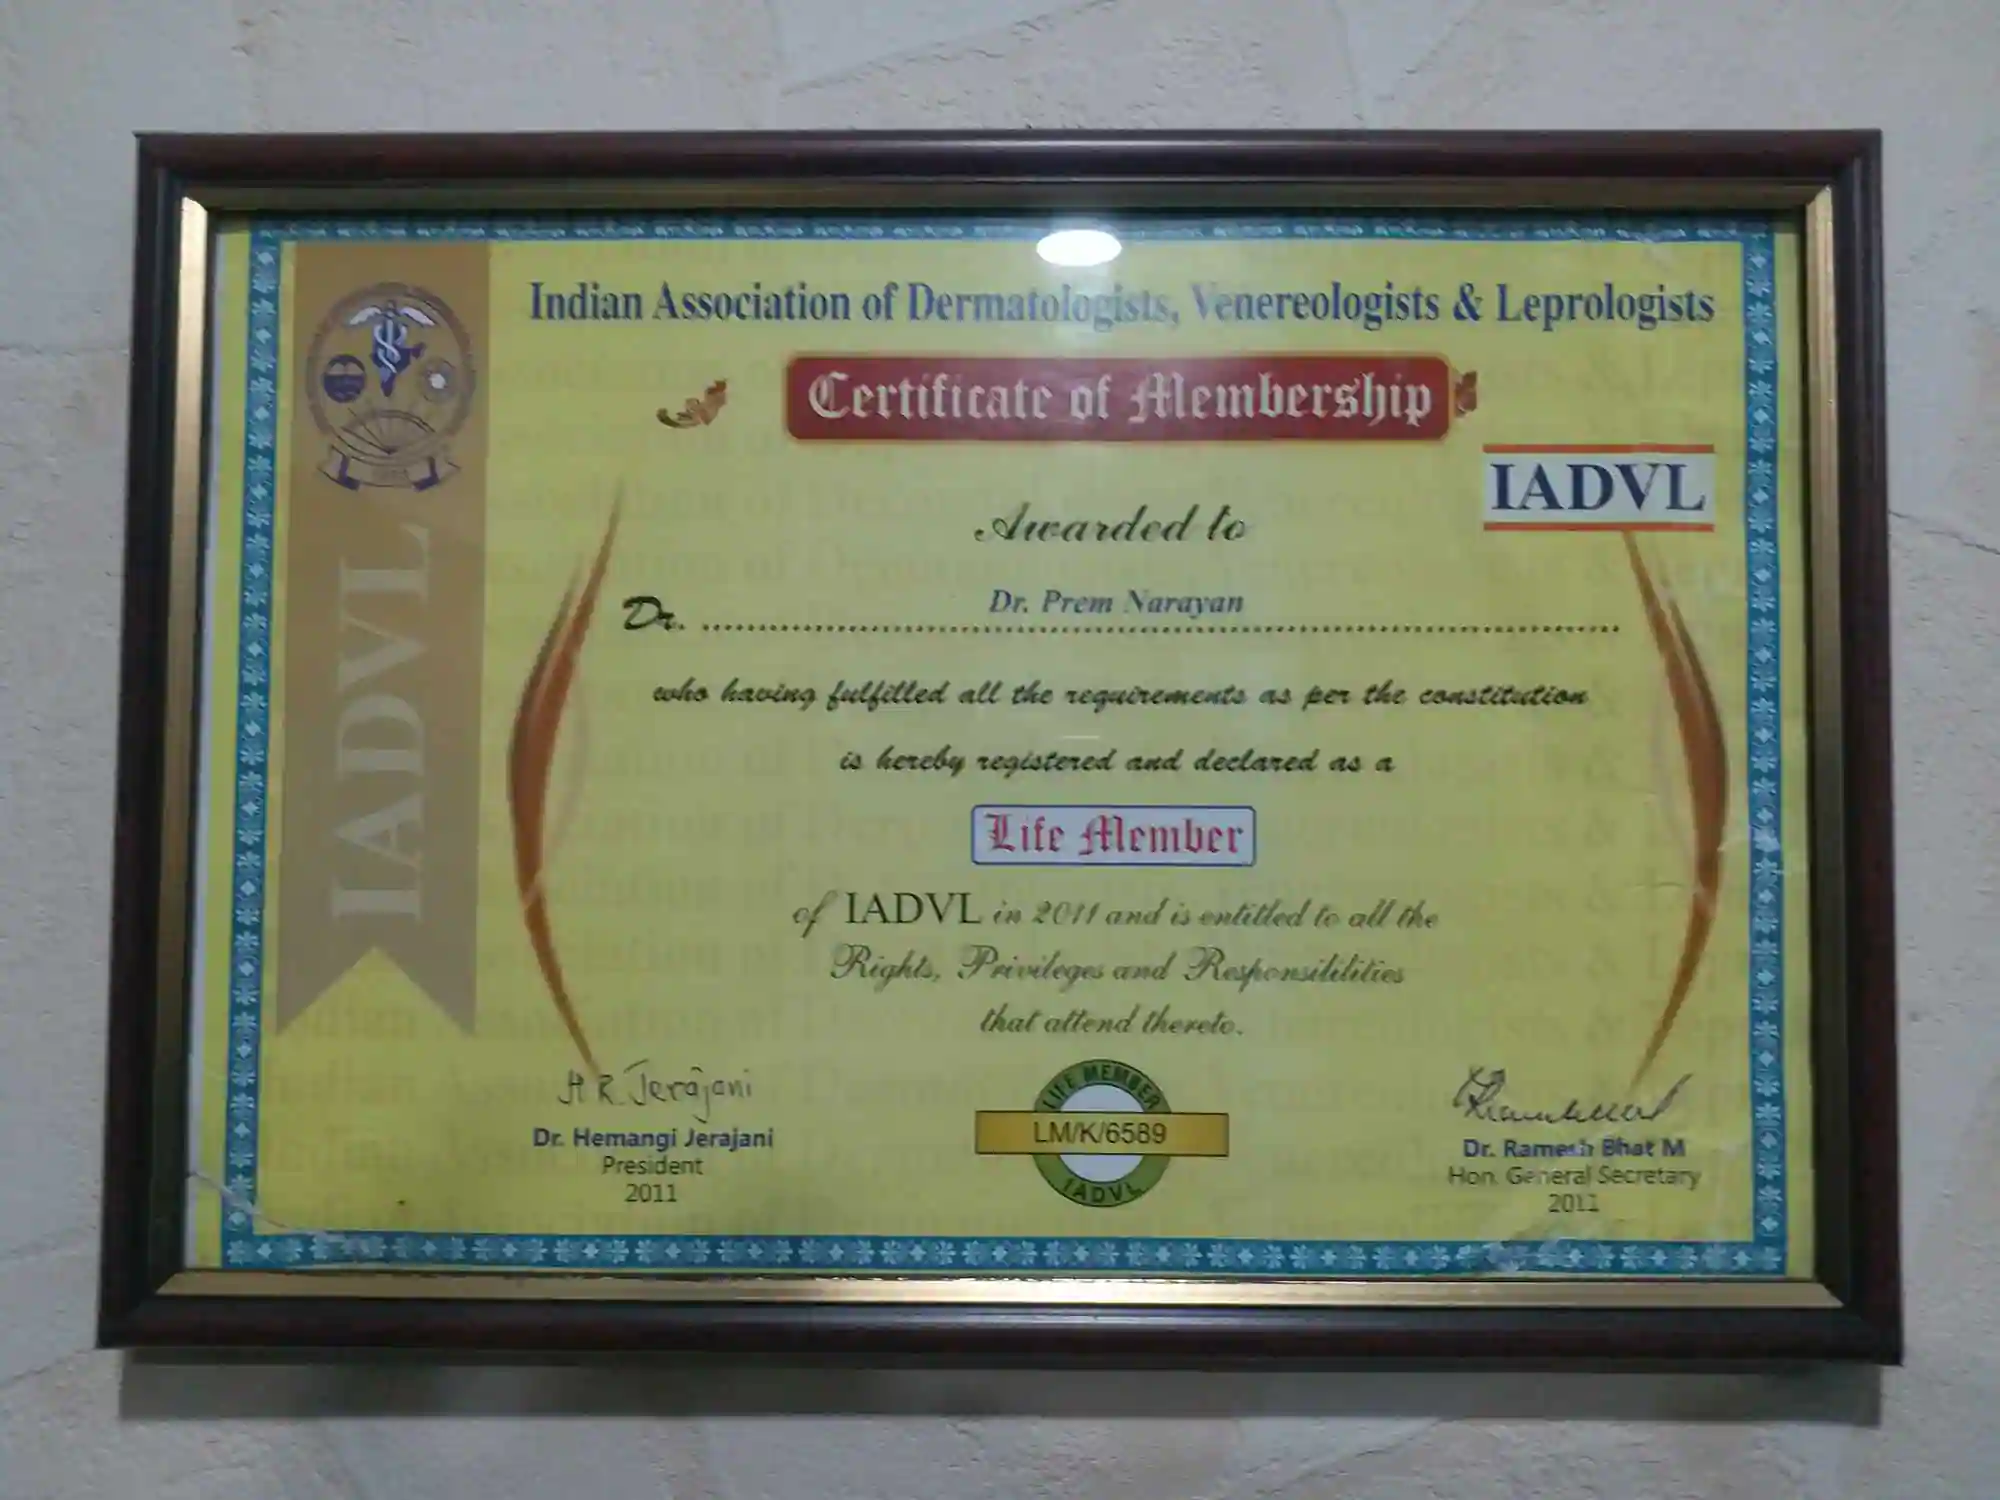 Indian Association of Dermatologists, Venereologists & Leprologists
Certificate of Membership
IADVL
IADVL
Awarded to
Dr. Prem Narayan
Dr. ........................................................................
who having fulfilled all the requirements as per the constitution
is hereby registered and declared as a
Life Member
of IADVL in 2011 and is entitled to all the
Rights, Privileges and Responsibilities
that attend thereto.
H R Jerajani
Dr. Hemangi Jerajani
President
2011
LIFE MEMBER
LM/K/6589
IADVL
Dr. Ramesh Bhat M
Hon. General Secretary
2011